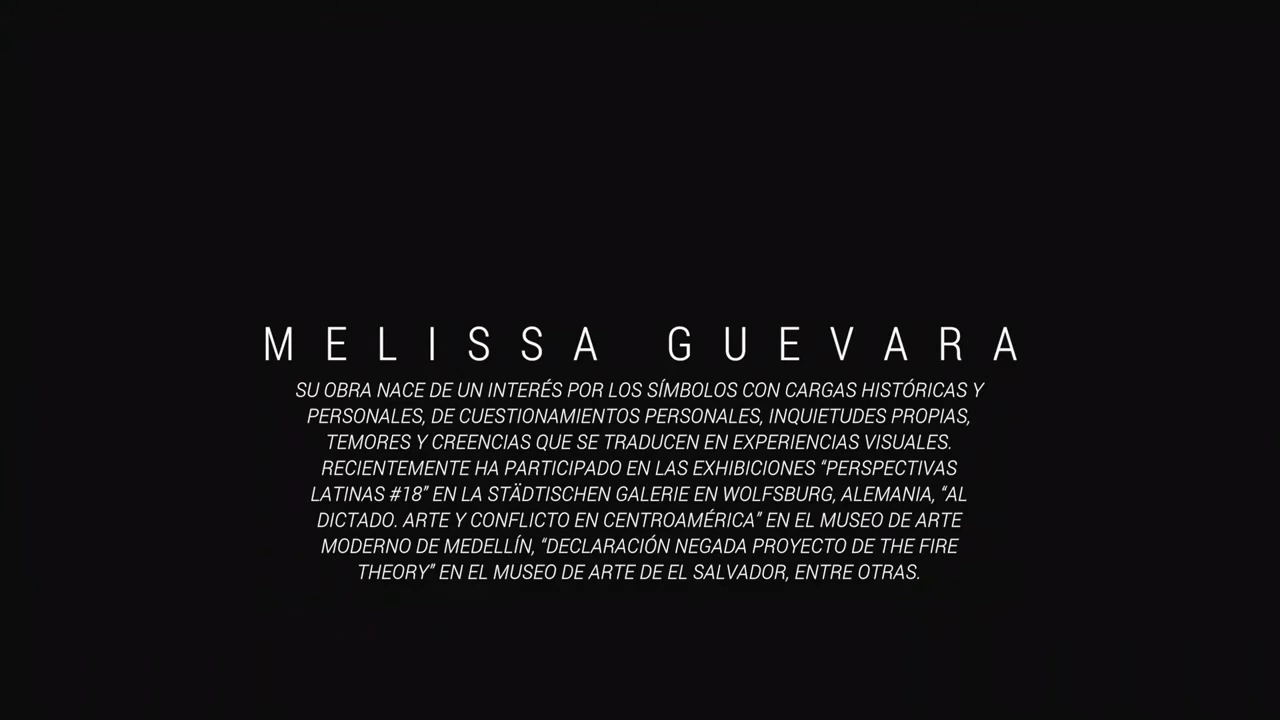 MELISSA GUEVARA
SU OBRA NACE DE UN INTERÉS POR LOS SÍMBOLOS CON CARGAS HISTÓRICAS Y
PERSONALES, DE CUESTIONAMIENTOS PERSONALES, INQUIETUDES PROPIAS,
TEMORES Y CREENCIAS QUE SE TRADUCEN EN EXPERIENCIAS VISUALES.
RECIENTEMENTE HA PARTICIPADO EN LAS EXHIBICIONES “PERSPECTIVAS
LATINAS #18” EN LA STÄDTISCHEN GALERIE EN WOLFSBURG, ALEMANIA, “AL
DICTADO. ARTE Y CONFLICTO EN CENTROAMÉRICA” EN EL MUSEO DE ARTE
MODERNO DE MEDELLÍN, “DECLARACIÓN NEGADA PROYECTO DE THE FIRE
THEORY” EN EL MUSEO DE ARTE DE EL SALVADOR, ENTRE OTRAS.